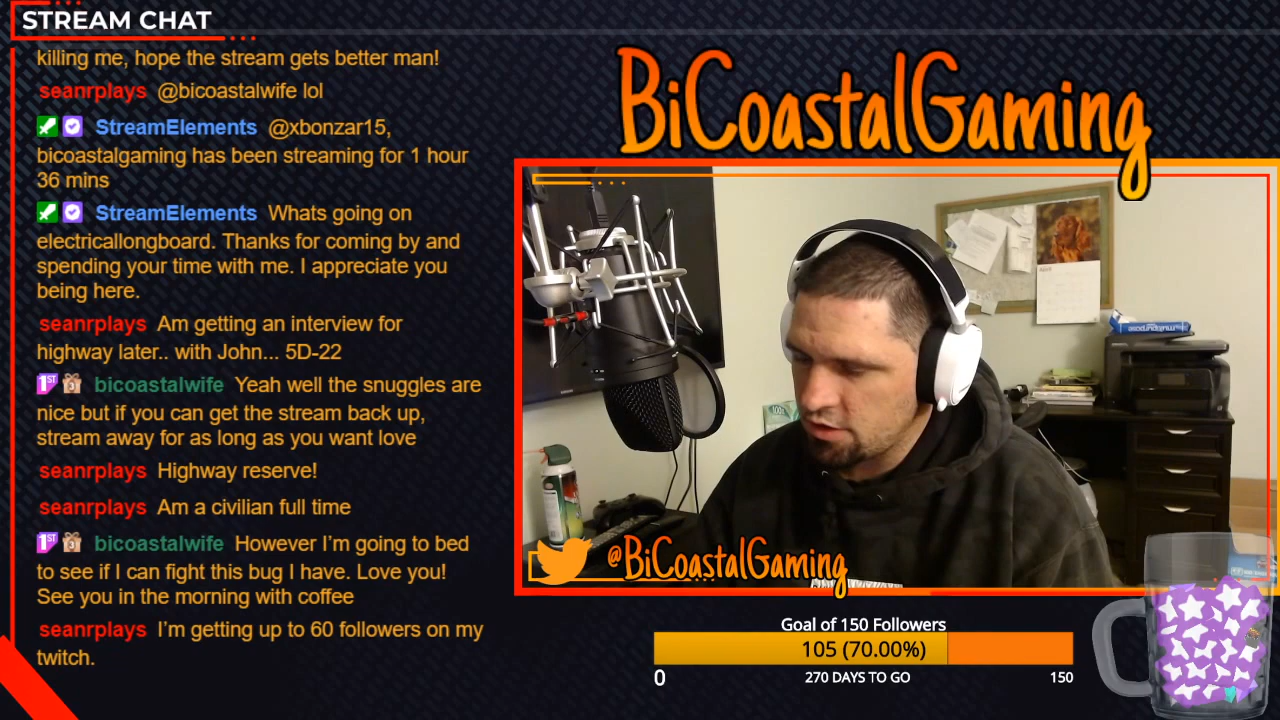 STREAM CHAT
killing me, hope the stream gets better man!
seanrplays @bicoastalwife lol
StreamElements @xbonzar15,
bicoastalgaming has been streaming for 1 hour
36 mins
StreamElements Whats going on
electricallongboard. Thanks for coming by and
spending your time with me. I appreciate you
being here.
seanrplays Am getting an interview for
highway later.. with John... 5D-22
1ST 3 bicoastalwife Yeah well the snuggles are
nice but if you can get the stream back up,
stream away for as long as you want love
seanrplays Highway reserve!
seanrplays Am a civilian full time
1ST 3 bicoastalwife However I'm going to bed
to see if I can fight this bug I have. Love you!
See you in the morning with coffee
seanrplays I'm getting up to 60 followers on my
twitch.
BiCoastalGaming
@BiCoastalGaming
Goal of 150 Followers
105 (70.00%)
0
270 DAYS TO GO
150